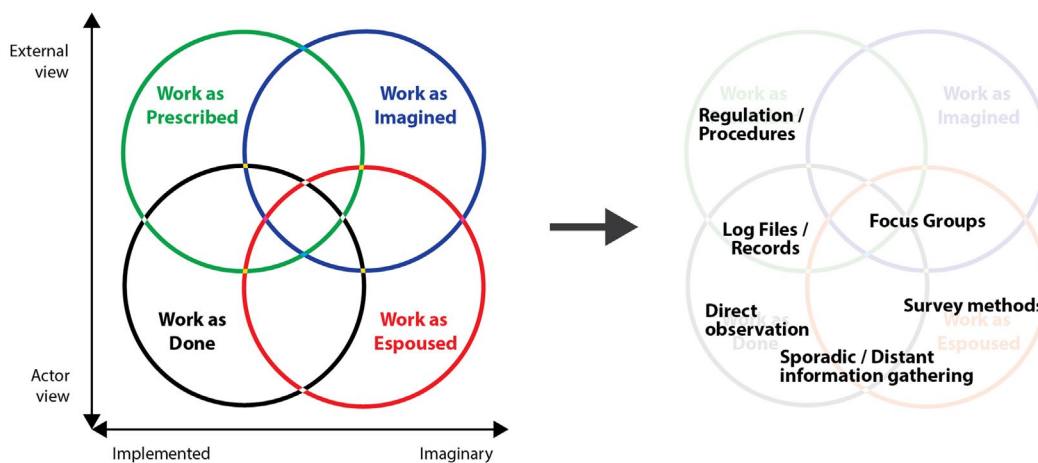 External
view
Work as
Prescribed
Work as
Imagined
Work as
Done
Work as
Espoused
Actor
view
Implemented
Imaginary
Work as
Regulation /
Procedures
Work as
Imagined
Log Files /
Records
Focus Groups
Direct
observation
Work as
Done
Survey methods
Work as
Espoused
Sporadic / Distant
information gathering